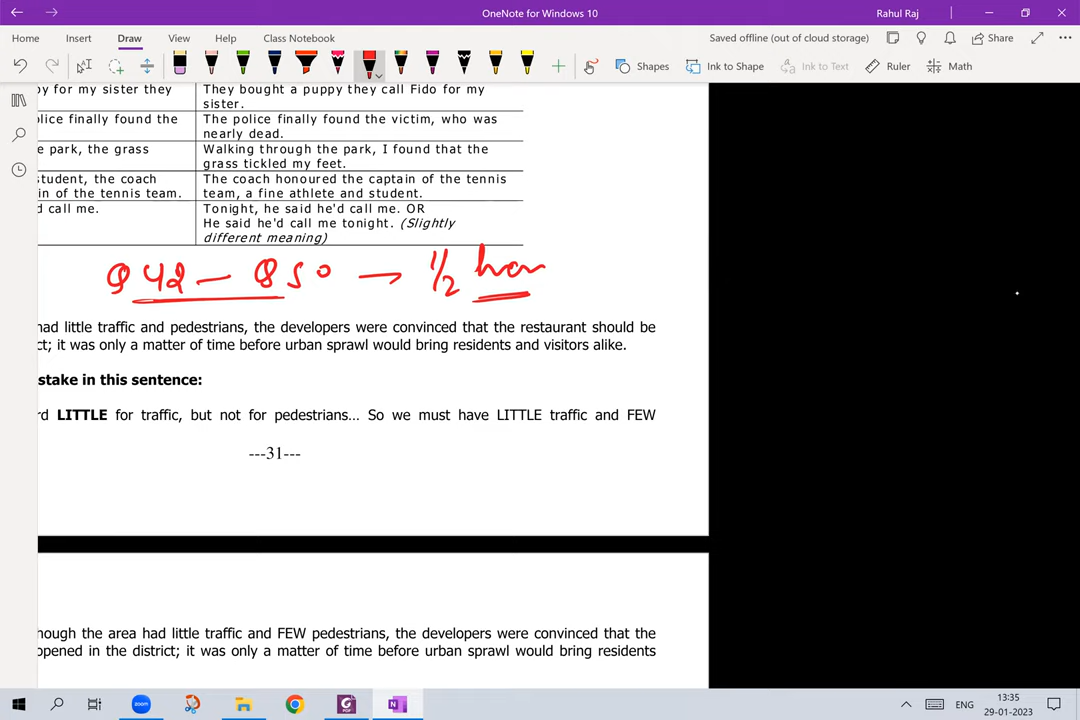 OneNote for Windows 10
Rahul Raj
Home Insert Draw View Help Class Notebook
Saved offline (out of cloud storage)
Share
Shapes Ink to Shape Ink to Text Ruler Math
y for my sister they
They bought a puppy they call Fido for my
sister.
lice finally found the
The police finally found the victim, who was
nearly dead.
e park, the grass
Walking through the park, I found that the
grass tickled my feet.
student, the coach
in of the tennis team.
The coach honoured the captain of the tennis
team, a fine athlete and student.
d call me.
Tonight, he said he'd call me. OR
He said he'd call me tonight. (Slightly
different meaning)
842 – 850 → 1/2 hour
had little traffic and pedestrians, the developers were convinced that the restaurant should be
ct; it was only a matter of time before urban sprawl would bring residents and visitors alike.
stake in this sentence:
rd LITTLE for traffic, but not for pedestrians... So we must have LITTLE traffic and FEW
---31---
hough the area had little traffic and FEW pedestrians, the developers were convinced that the
opened in the district; it was only a matter of time before urban sprawl would bring residents
zoom
PDF
ENG
13:35
29-01-2023